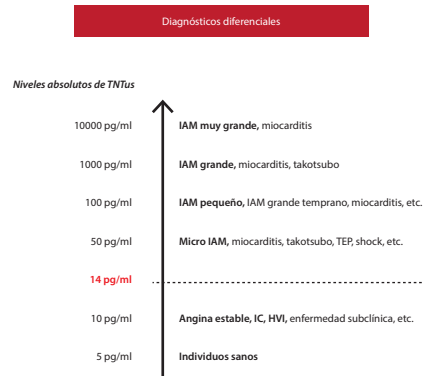 Diagnósticos diferenciales
Niveles absolutos de TNTus
10000 pg/ml IAM muy grande, miocarditis
1000 pg/ml IAM grande, miocarditis, takotsubo
100 pg/ml IAM pequeño, IAM grande temprano, miocarditis, etc.
50 pg/ml Micro IAM, miocarditis, takotsubo, TEP, shock, etc.
14 pg/ml
10 pg/ml Angina estable, IC, HVI, enfermedad subclínica, etc.
5 pg/ml Individuos sanos